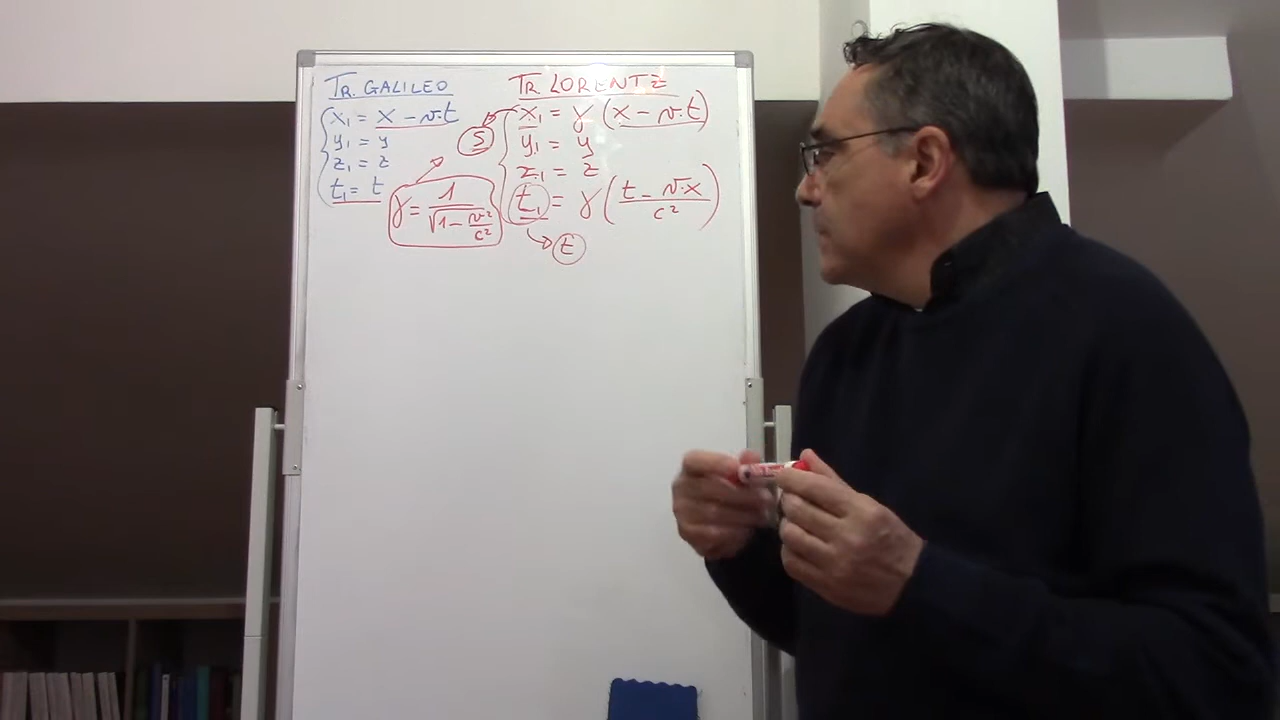 TR. GALILEO
x₁ = x - v·t
y₁ = y
z₁ = z
t₁ = t
γ = 1 / √(1 - v²/c²)
TR LORENTZ
x₁ = γ (x - v·t)
S
y₁ = y
z₁ = z
t₁ = γ (t - v·x / c²)
t